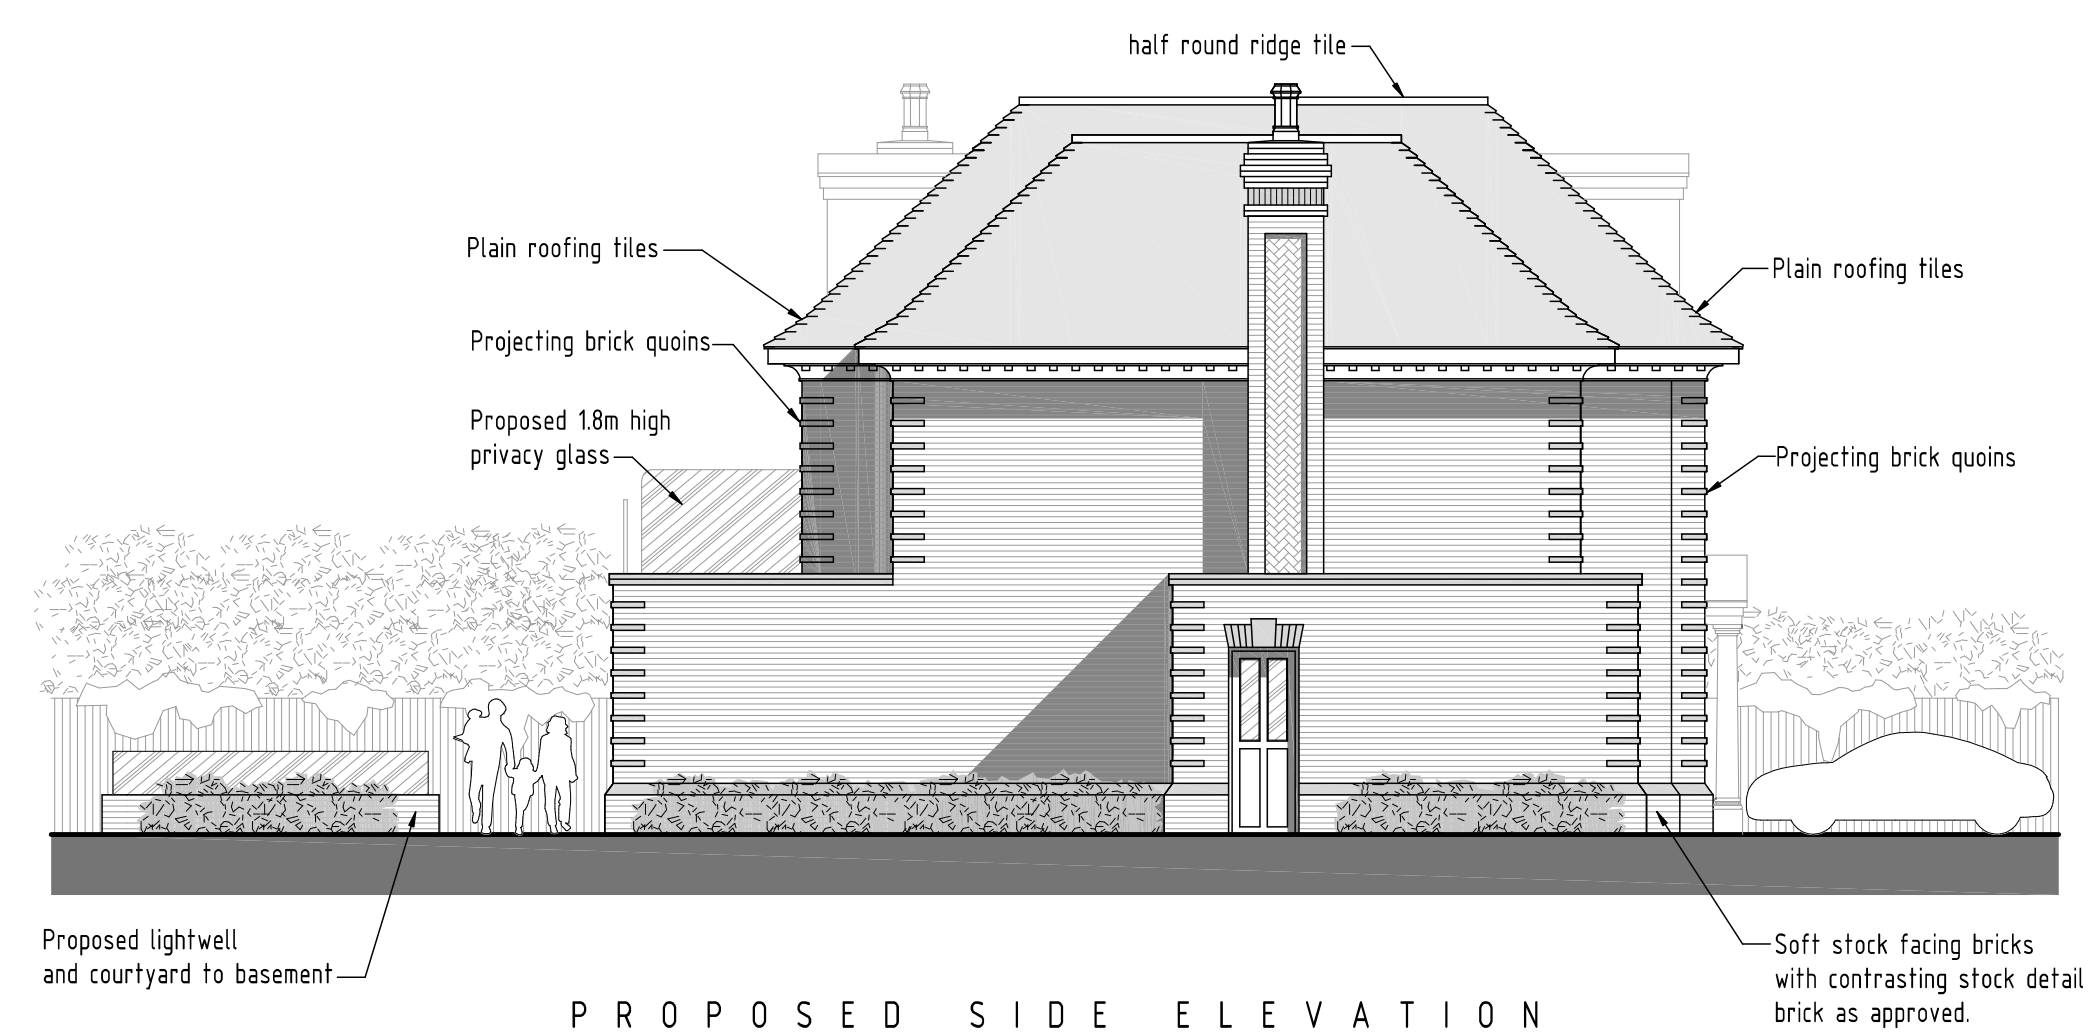 half round ridge tile
Plain roofing tiles
Plain roofing tiles
Projecting brick quoins
Proposed 1.8m high
privacy glass
Projecting brick quoins
Proposed lightwell
and courtyard to basement
Soft stock facing bricks
with contrasting stock detail
brick as approved.
PROPOSED SIDE ELEVATION